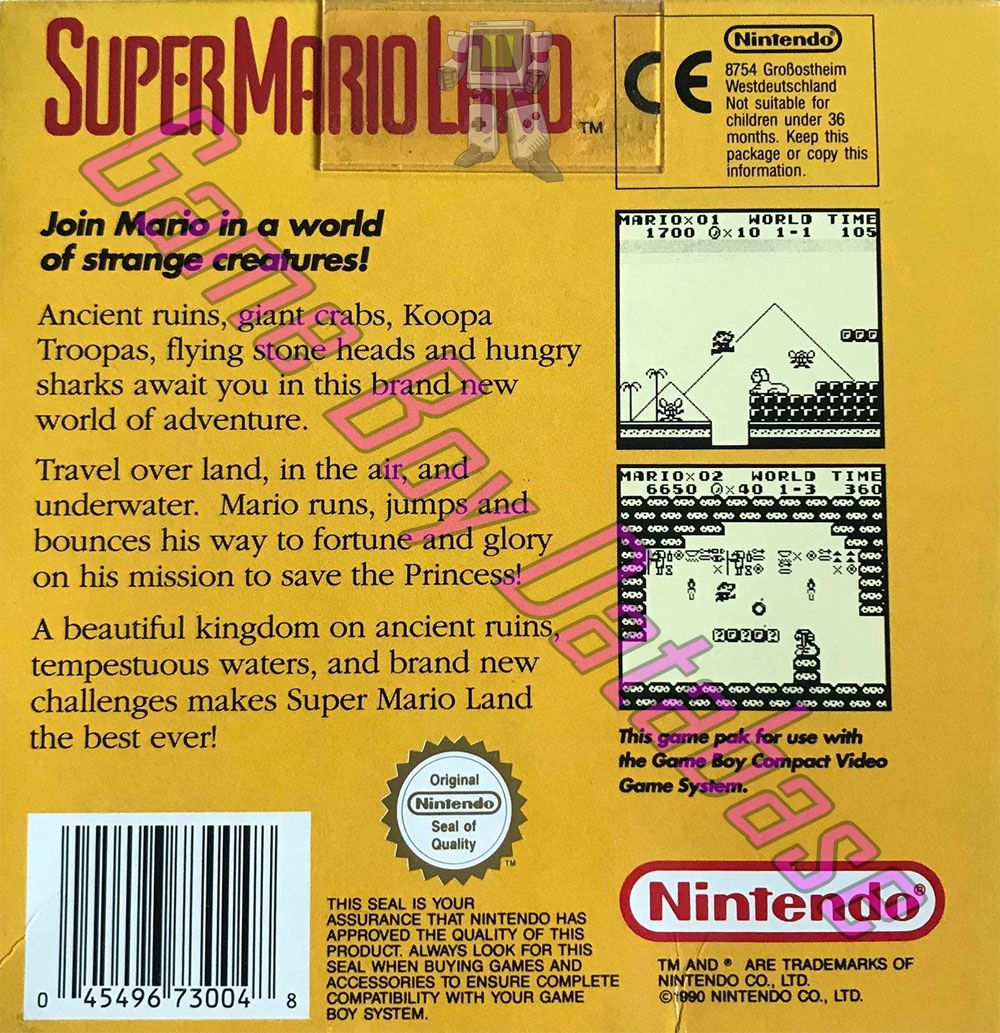 SUPER MARIO LAND™
Nintendo®
8754 Großostheim
Westdeutschland
Not suitable for
children under 36
months. Keep this
package or copy this
information.
CE
Join Mario in a world
of strange creatures!
Ancient ruins, giant crabs, Koopa
Troopas, flying stone heads and hungry
sharks await you in this brand new
world of adventure.
Travel over land, in the air, and
underwater. Mario runs, jumps and
bounces his way to fortune and glory
on his mission to save the Princess!
A beautiful kingdom on ancient ruins,
tempestuous waters, and brand new
challenges makes Super Mario Land
the best ever!
MARIO×01 WORLD TIME
1700 ×10 1-1 105
MARIO×02 WORLD TIME
6650 ×40 1-3 360
This game pak for use with
the Game Boy Compact Video
Game System.
Original
Nintendo
Seal of
Quality
TM
THIS SEAL IS YOUR
ASSURANCE THAT NINTENDO HAS
APPROVED THE QUALITY OF THIS
PRODUCT. ALWAYS LOOK FOR THIS
SEAL WHEN BUYING GAMES AND
ACCESSORIES TO ENSURE COMPLETE
COMPATIBILITY WITH YOUR GAME
BOY SYSTEM.
0 45496 73004 8
Nintendo®
TM AND ® ARE TRADEMARKS OF
NINTENDO CO., LTD.
©1990 NINTENDO CO., LTD.
Game Boy Database